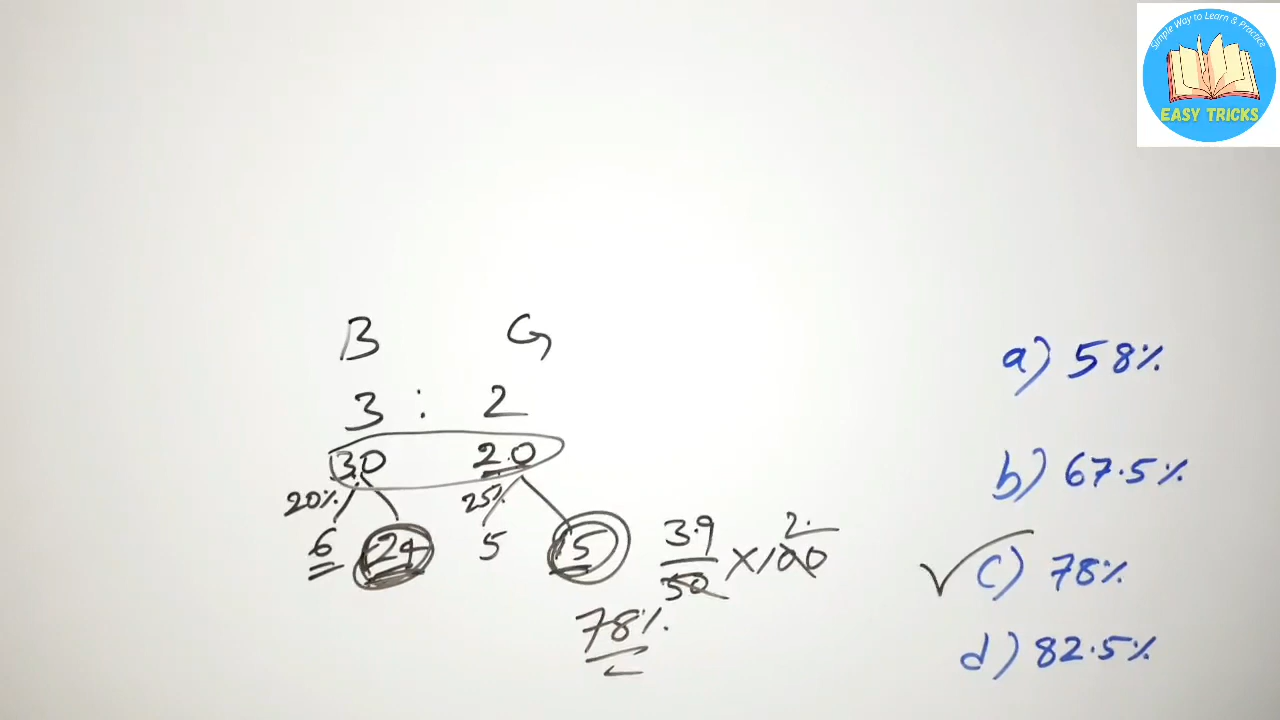 Simple Way to Learn & Practice
EASY TRICKS
B G
3 : 2
30 20
20% 25%
6 24 5 15
39/50 × 100 2
78%
a) 58%
b) 67.5%
c) 78%
d) 82.5%